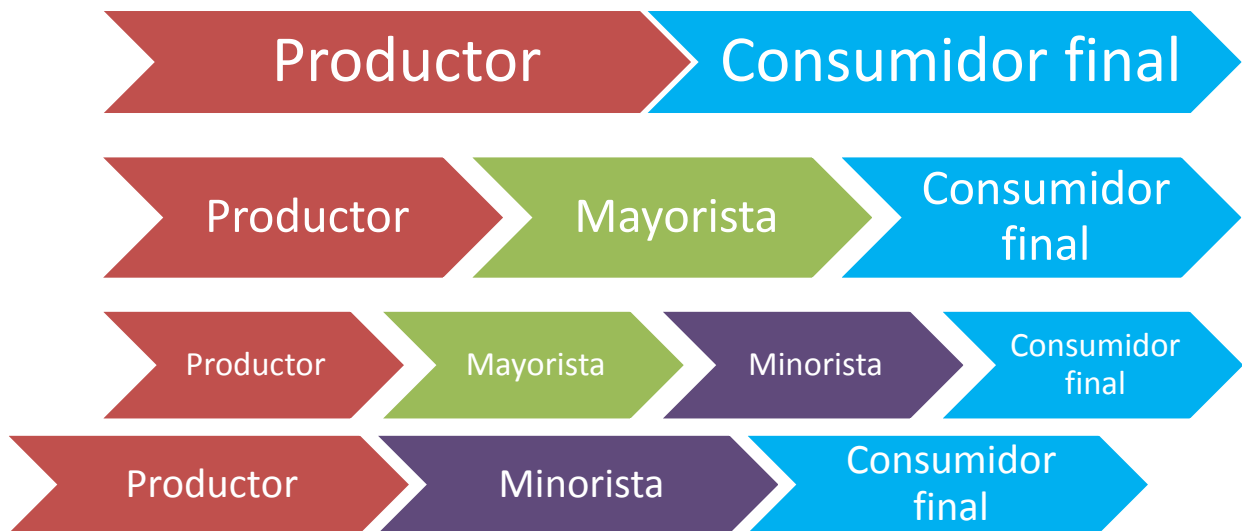 Productor
Consumidor final
Productor
Mayorista
Consumidor
final
Productor
Mayorista
Minorista
Consumidor
final
Productor
Minorista
Consumidor
final